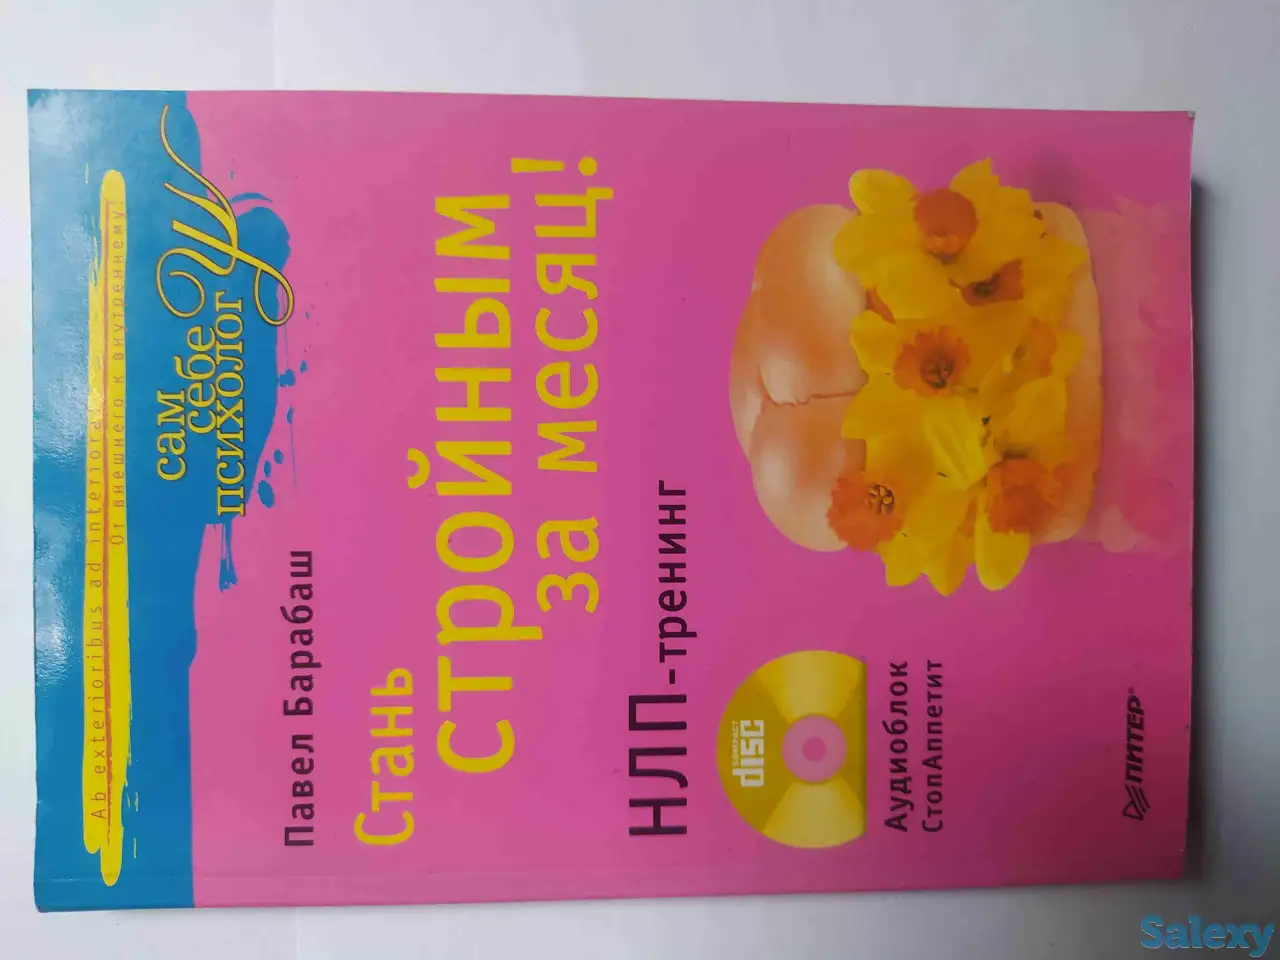 Ab exterioribus ad interiora!
От внешнего к внутреннему!
сам
себе
психолог
Павел Барабаш
Стань
стройным
за месяц!
НЛП-тренинг
COMPACT
disc
Аудиоблок
СтопАппетит
ПИТЕР®
Salexy